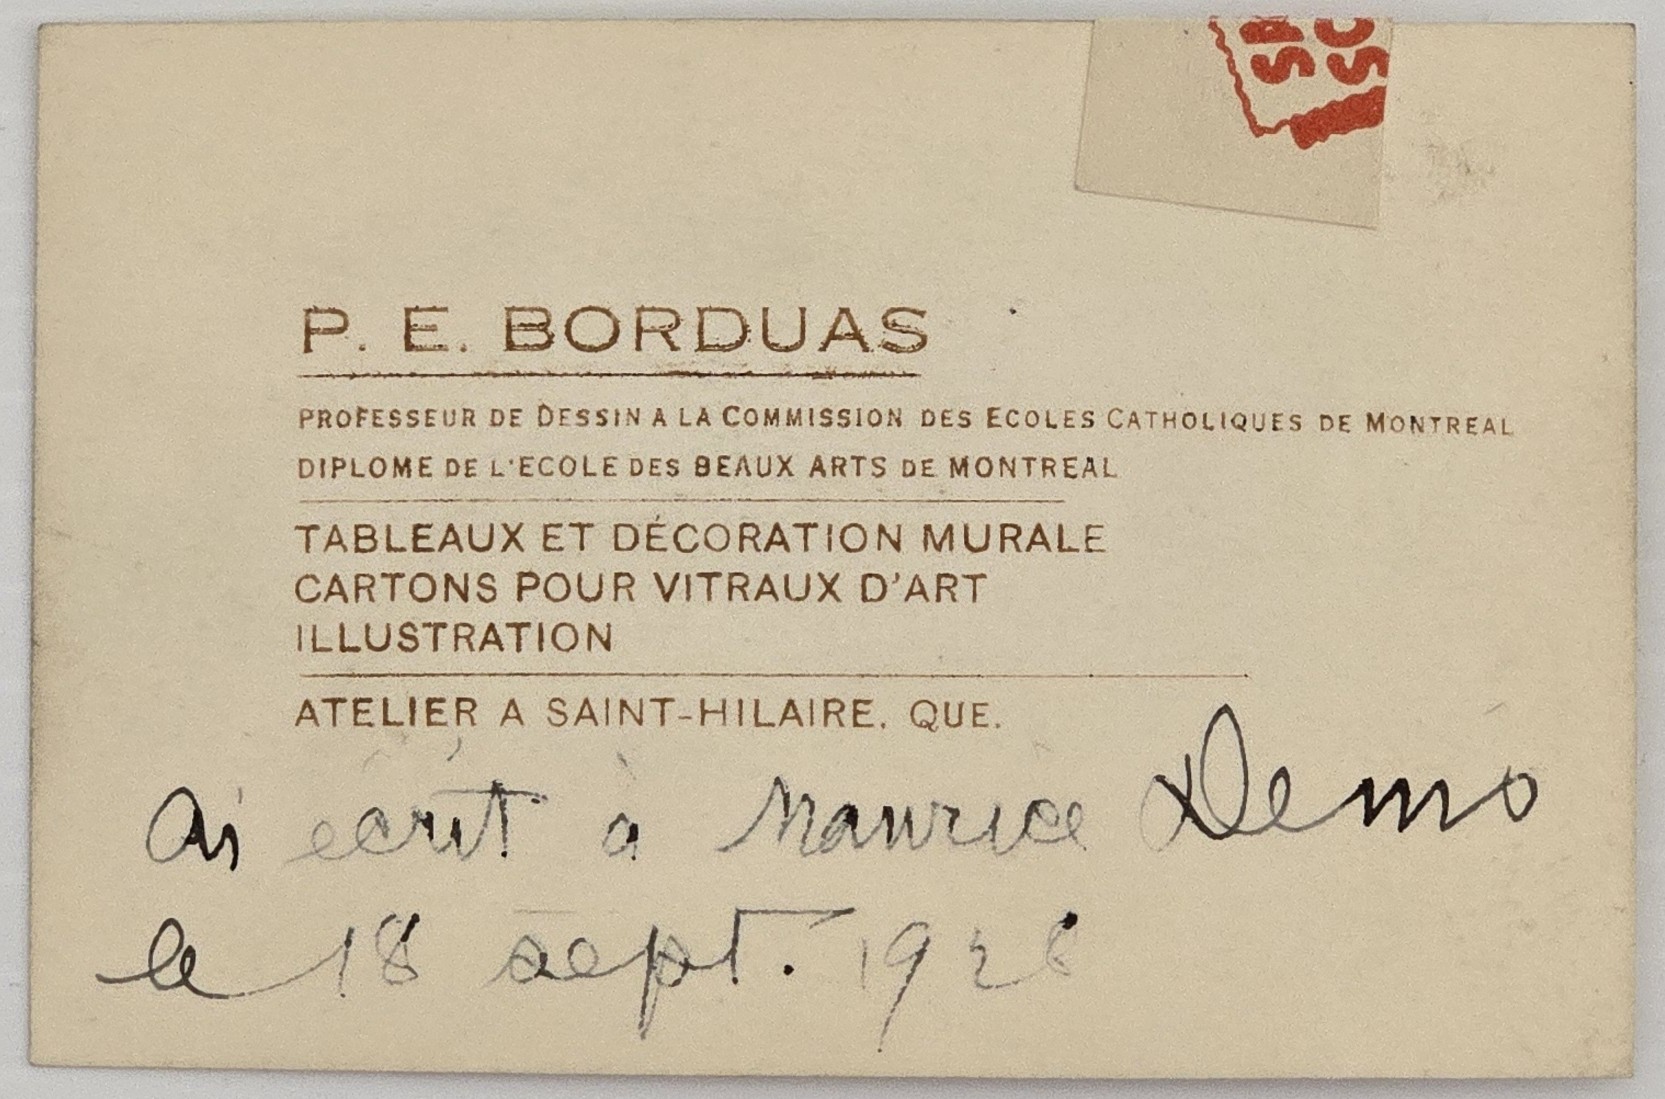 P. E. BORDUAS
PROFESSEUR DE DESSIN A LA COMMISSION DES ECOLES CATHOLIQUES DE MONTREAL
DIPLOME DE L'ECOLE DES BEAUX ARTS DE MONTREAL
TABLEAUX ET DÉCORATION MURALE
CARTONS POUR VITRAUX D'ART
ILLUSTRATION
ATELIER A SAINT-HILAIRE. QUE.
Ai écrit à Maurice Denis
le 18 sept. 1928